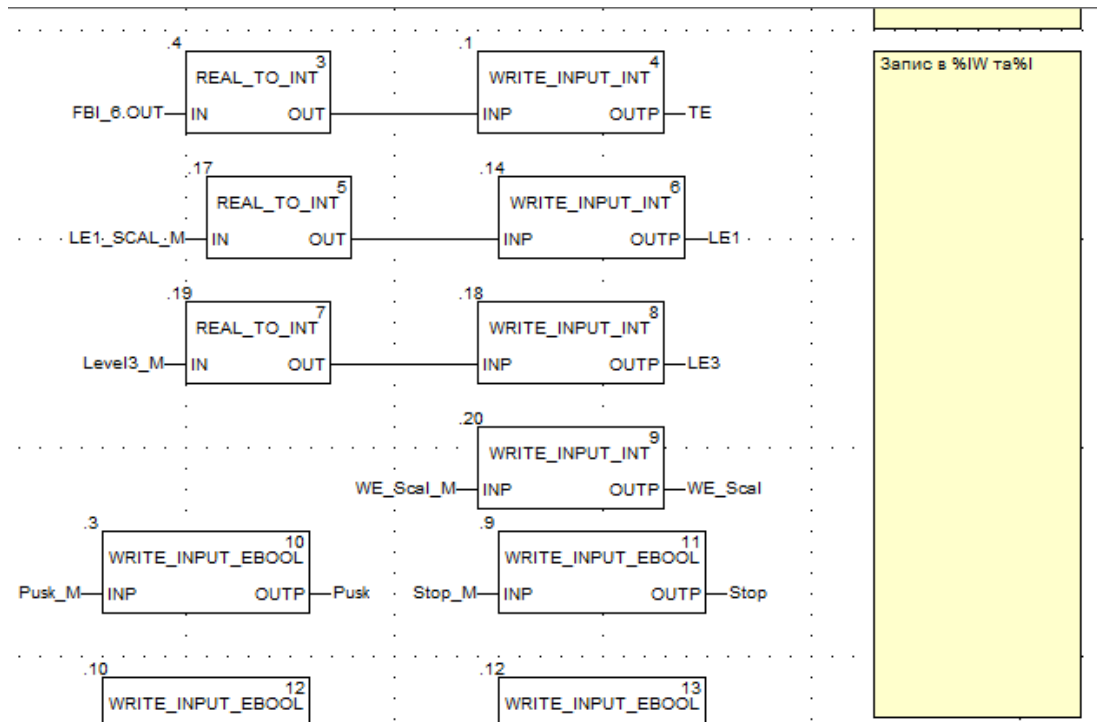 .4
3
REAL_TO_INT
FBI_6.OUT
IN
OUT
.1
4
WRITE_INPUT_INT
INP
OUTP
TE
Запис в %IW та%I
.17
5
REAL_TO_INT
LE1_SCAL_M
IN
OUT
.14
6
WRITE_INPUT_INT
INP
OUTP
LE1
.19
7
REAL_TO_INT
Level3_M
IN
OUT
.18
8
WRITE_INPUT_INT
INP
OUTP
LE3
.20
9
WRITE_INPUT_INT
WE_Scal_M
INP
OUTP
WE_Scal
.3
10
WRITE_INPUT_EBOOL
Pusk_M
INP
OUTP
Pusk
.9
11
WRITE_INPUT_EBOOL
Stop_M
INP
OUTP
Stop
.10
12
WRITE_INPUT_EBOOL
.12
13
WRITE_INPUT_EBOOL